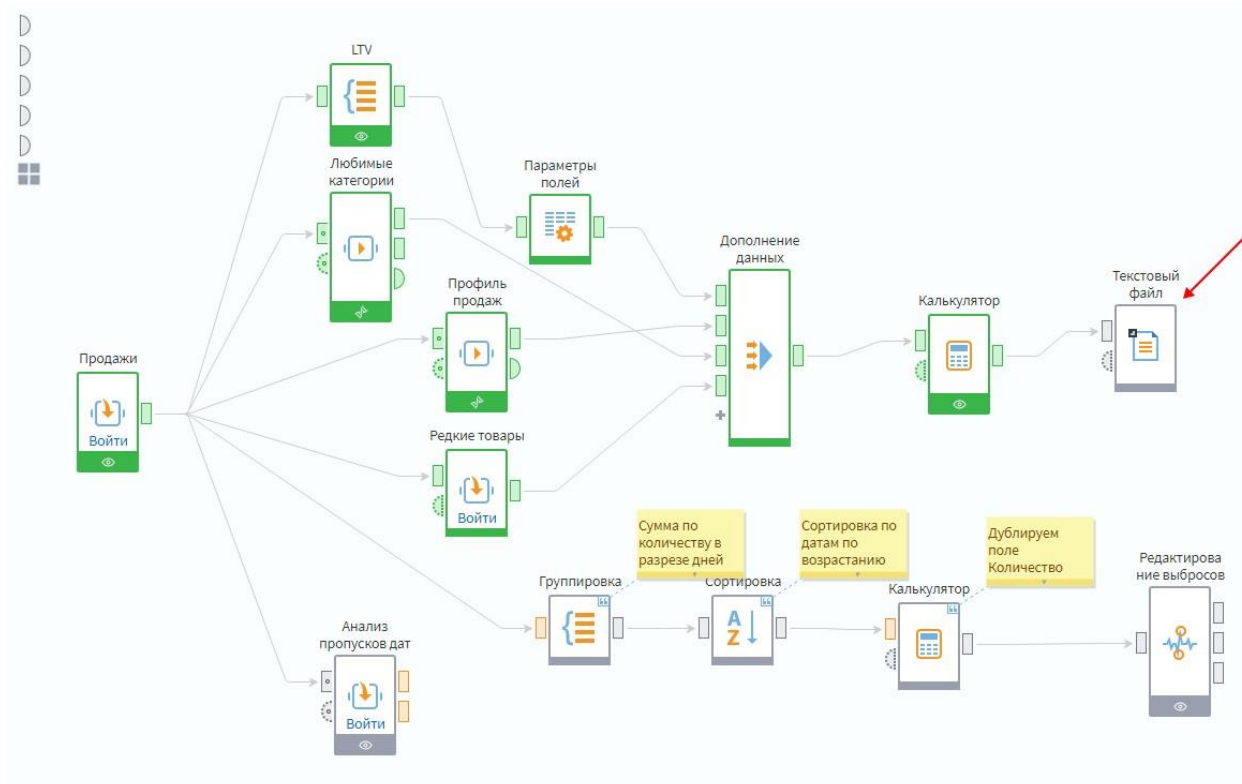 LTV
Любимые
категории
Параметры
полей
Дополнение
данных
Профиль
продаж
Калькулятор
Текстовый
файл
Продажи
Войти
Редкие товары
Войти
Сумма по
количеству в
разрезе дней
Сортировка по
датам по
возрастанию
Дублируем
поле
Количество
Группировка
Сортировка
Калькулятор
Редактирова
ние выбросов
A
Z
Анализ
пропусков дат
Войти